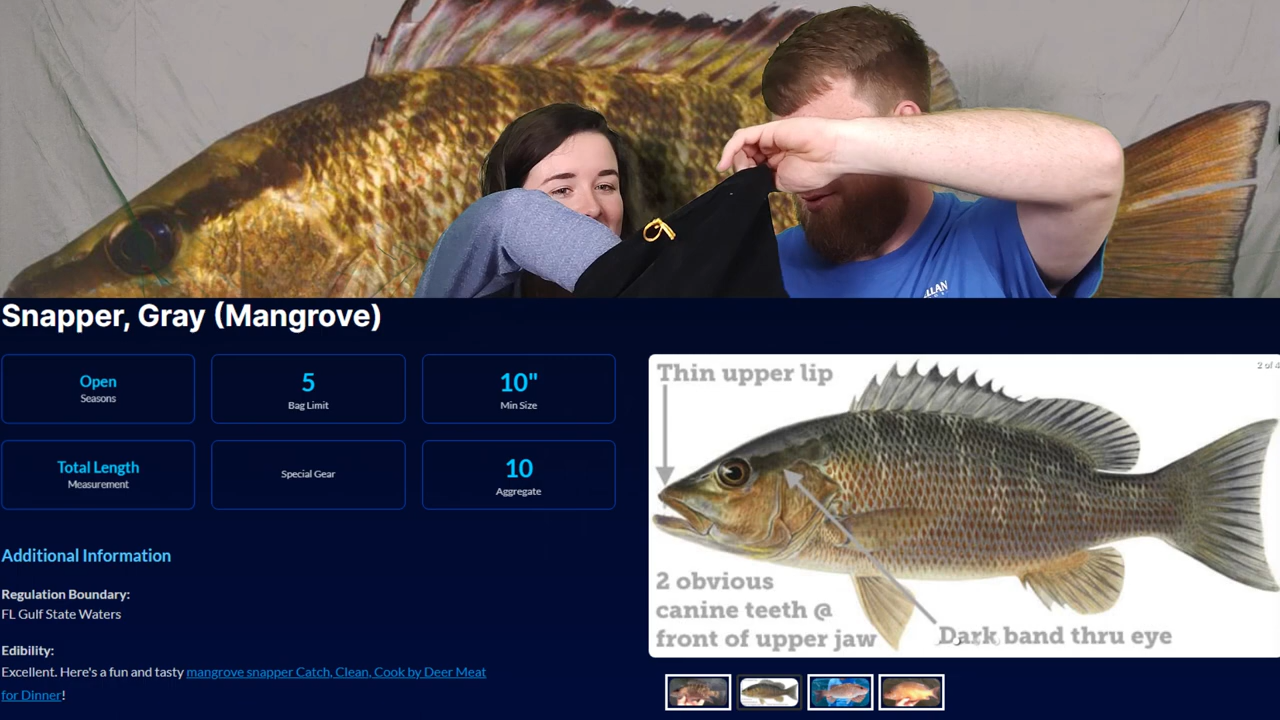 LLAN
Snapper, Gray (Mangrove)
Open
Seasons
5
Bag Limit
10"
Min Size
Total Length
Measurement
Special Gear
10
Aggregate
Additional Information
Regulation Boundary:
FL Gulf State Waters
Edibility:
Excellent. Here's a fun and tasty mangrove snapper Catch, Clean, Cook by Deer Meat
for Dinner!
2 of 4
Thin upper lip
2 obvious
canine teeth @
front of upper jaw
Dark band thru eye